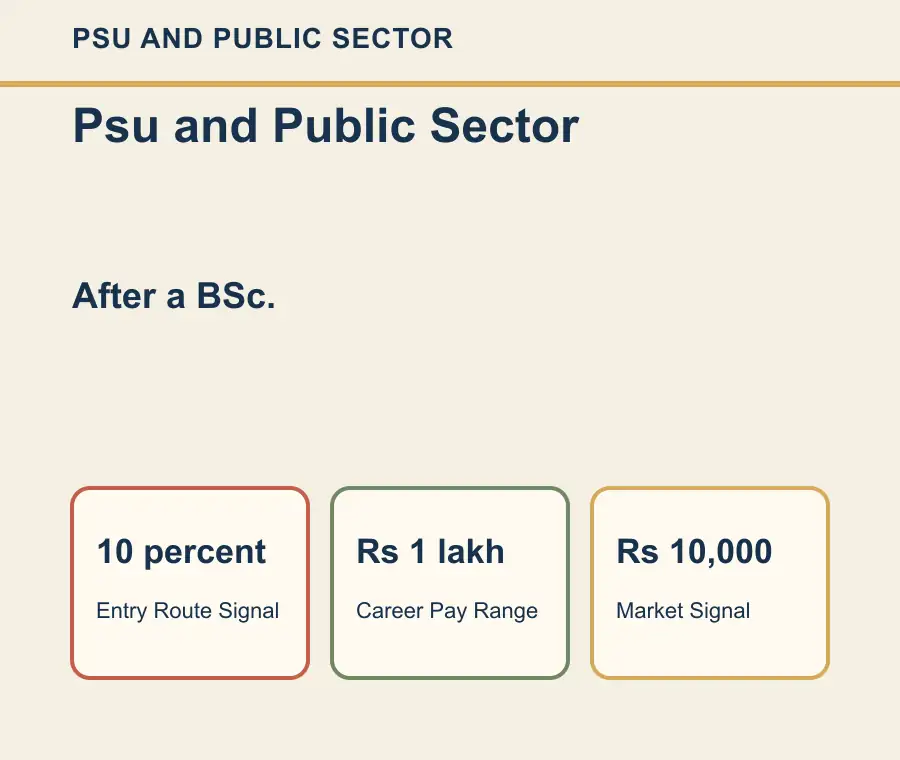 PSU AND PUBLIC SECTOR
Psu and Public Sector
After a BSc.
10 percent
Entry Route Signal
Rs 1 lakh
Career Pay Range
Rs 10,000
Market Signal